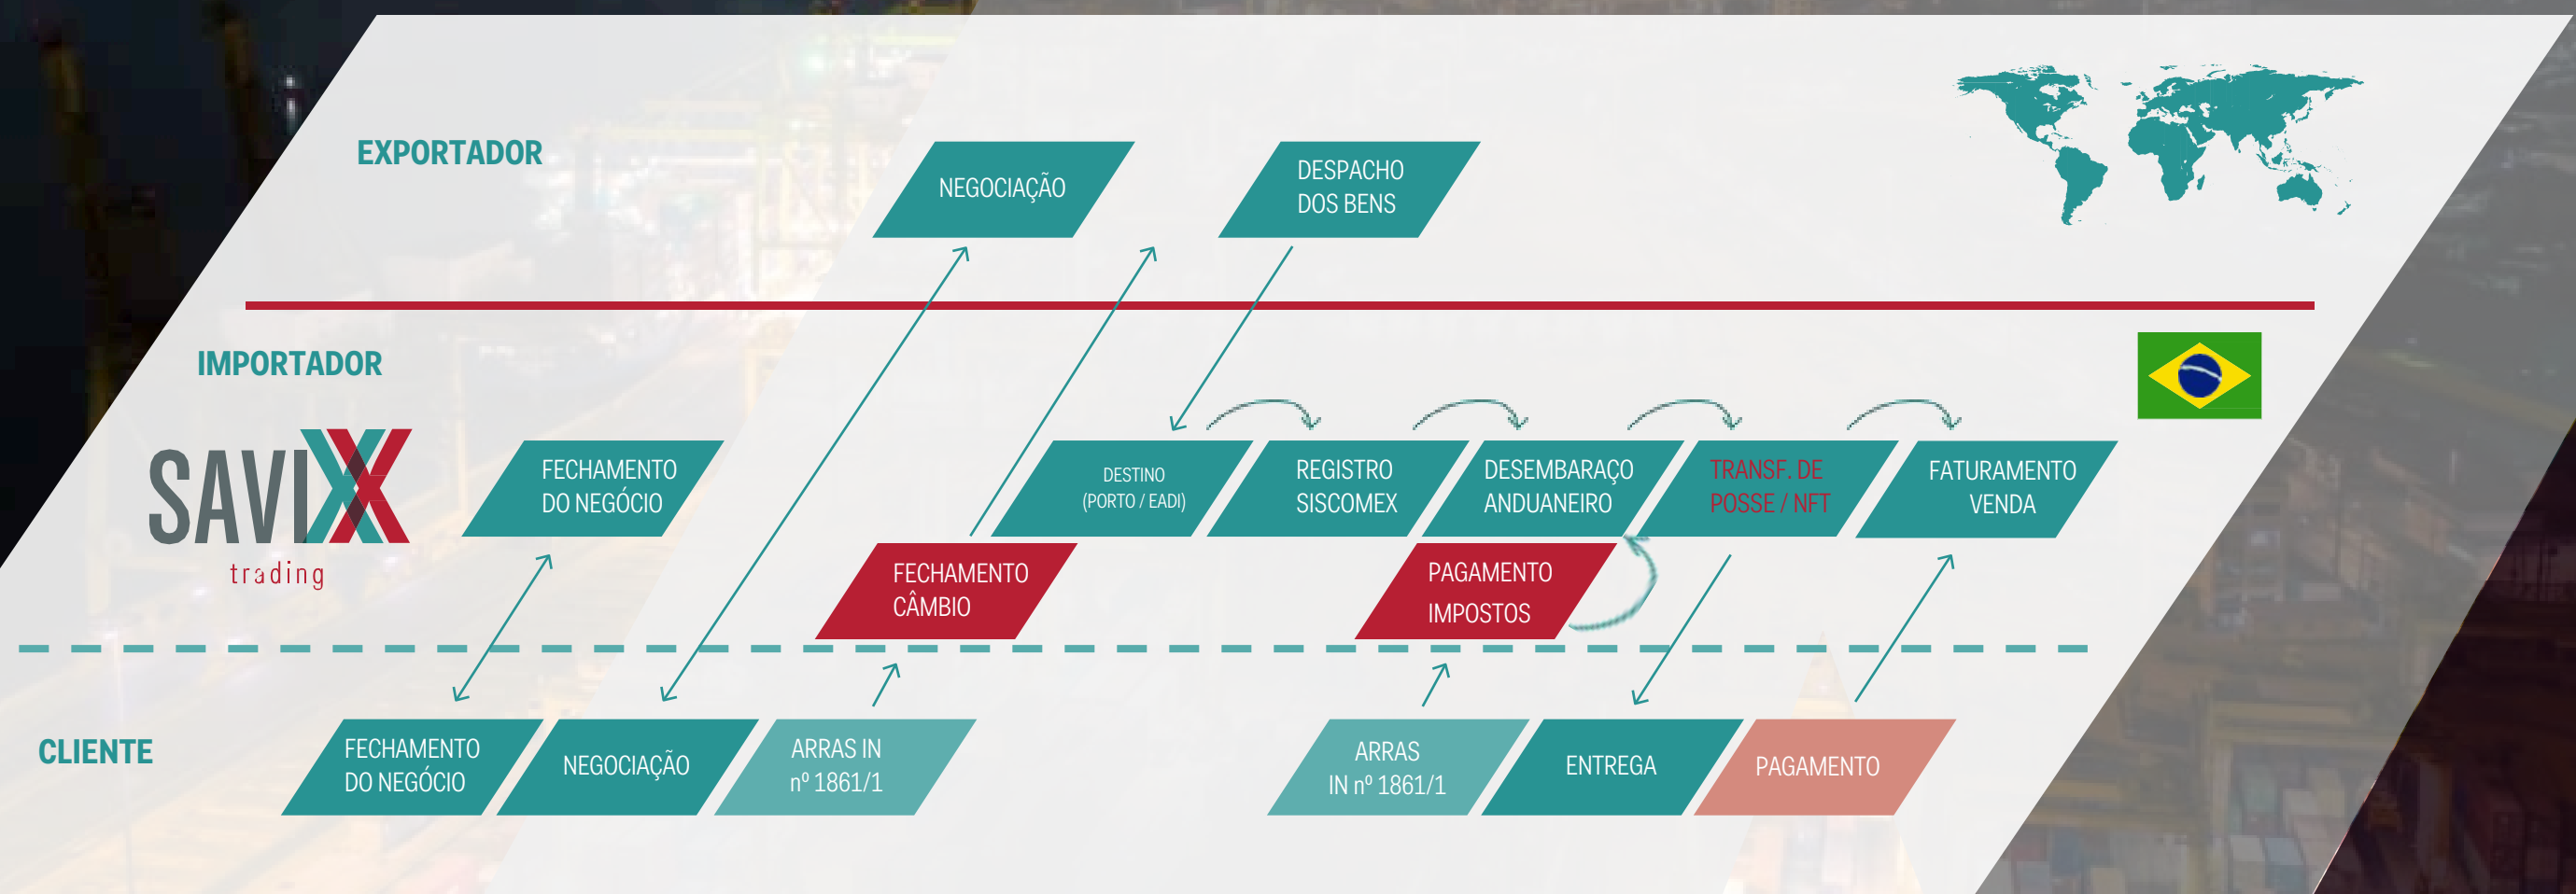 EXPORTADOR
NEGOCIAÇÃO
DESPACHO
DOS BENS
IMPORTADOR
SAVIXX
trading
FECHAMENTO
DO NEGÓCIO
DESTINO
(PORTO / EADI)
REGISTRO
SISCOMEX
DESEMBARAÇO
ANDUANEIRO
TRANSF. DE
POSSE / NFT
FATURAMENTO
VENDA
FECHAMENTO
CÂMBIO
PAGAMENTO
IMPOSTOS
CLIENTE
FECHAMENTO
DO NEGÓCIO
NEGOCIAÇÃO
ARRAS IN
nº 1861/1
ARRAS
IN nº 1861/1
ENTREGA
PAGAMENTO